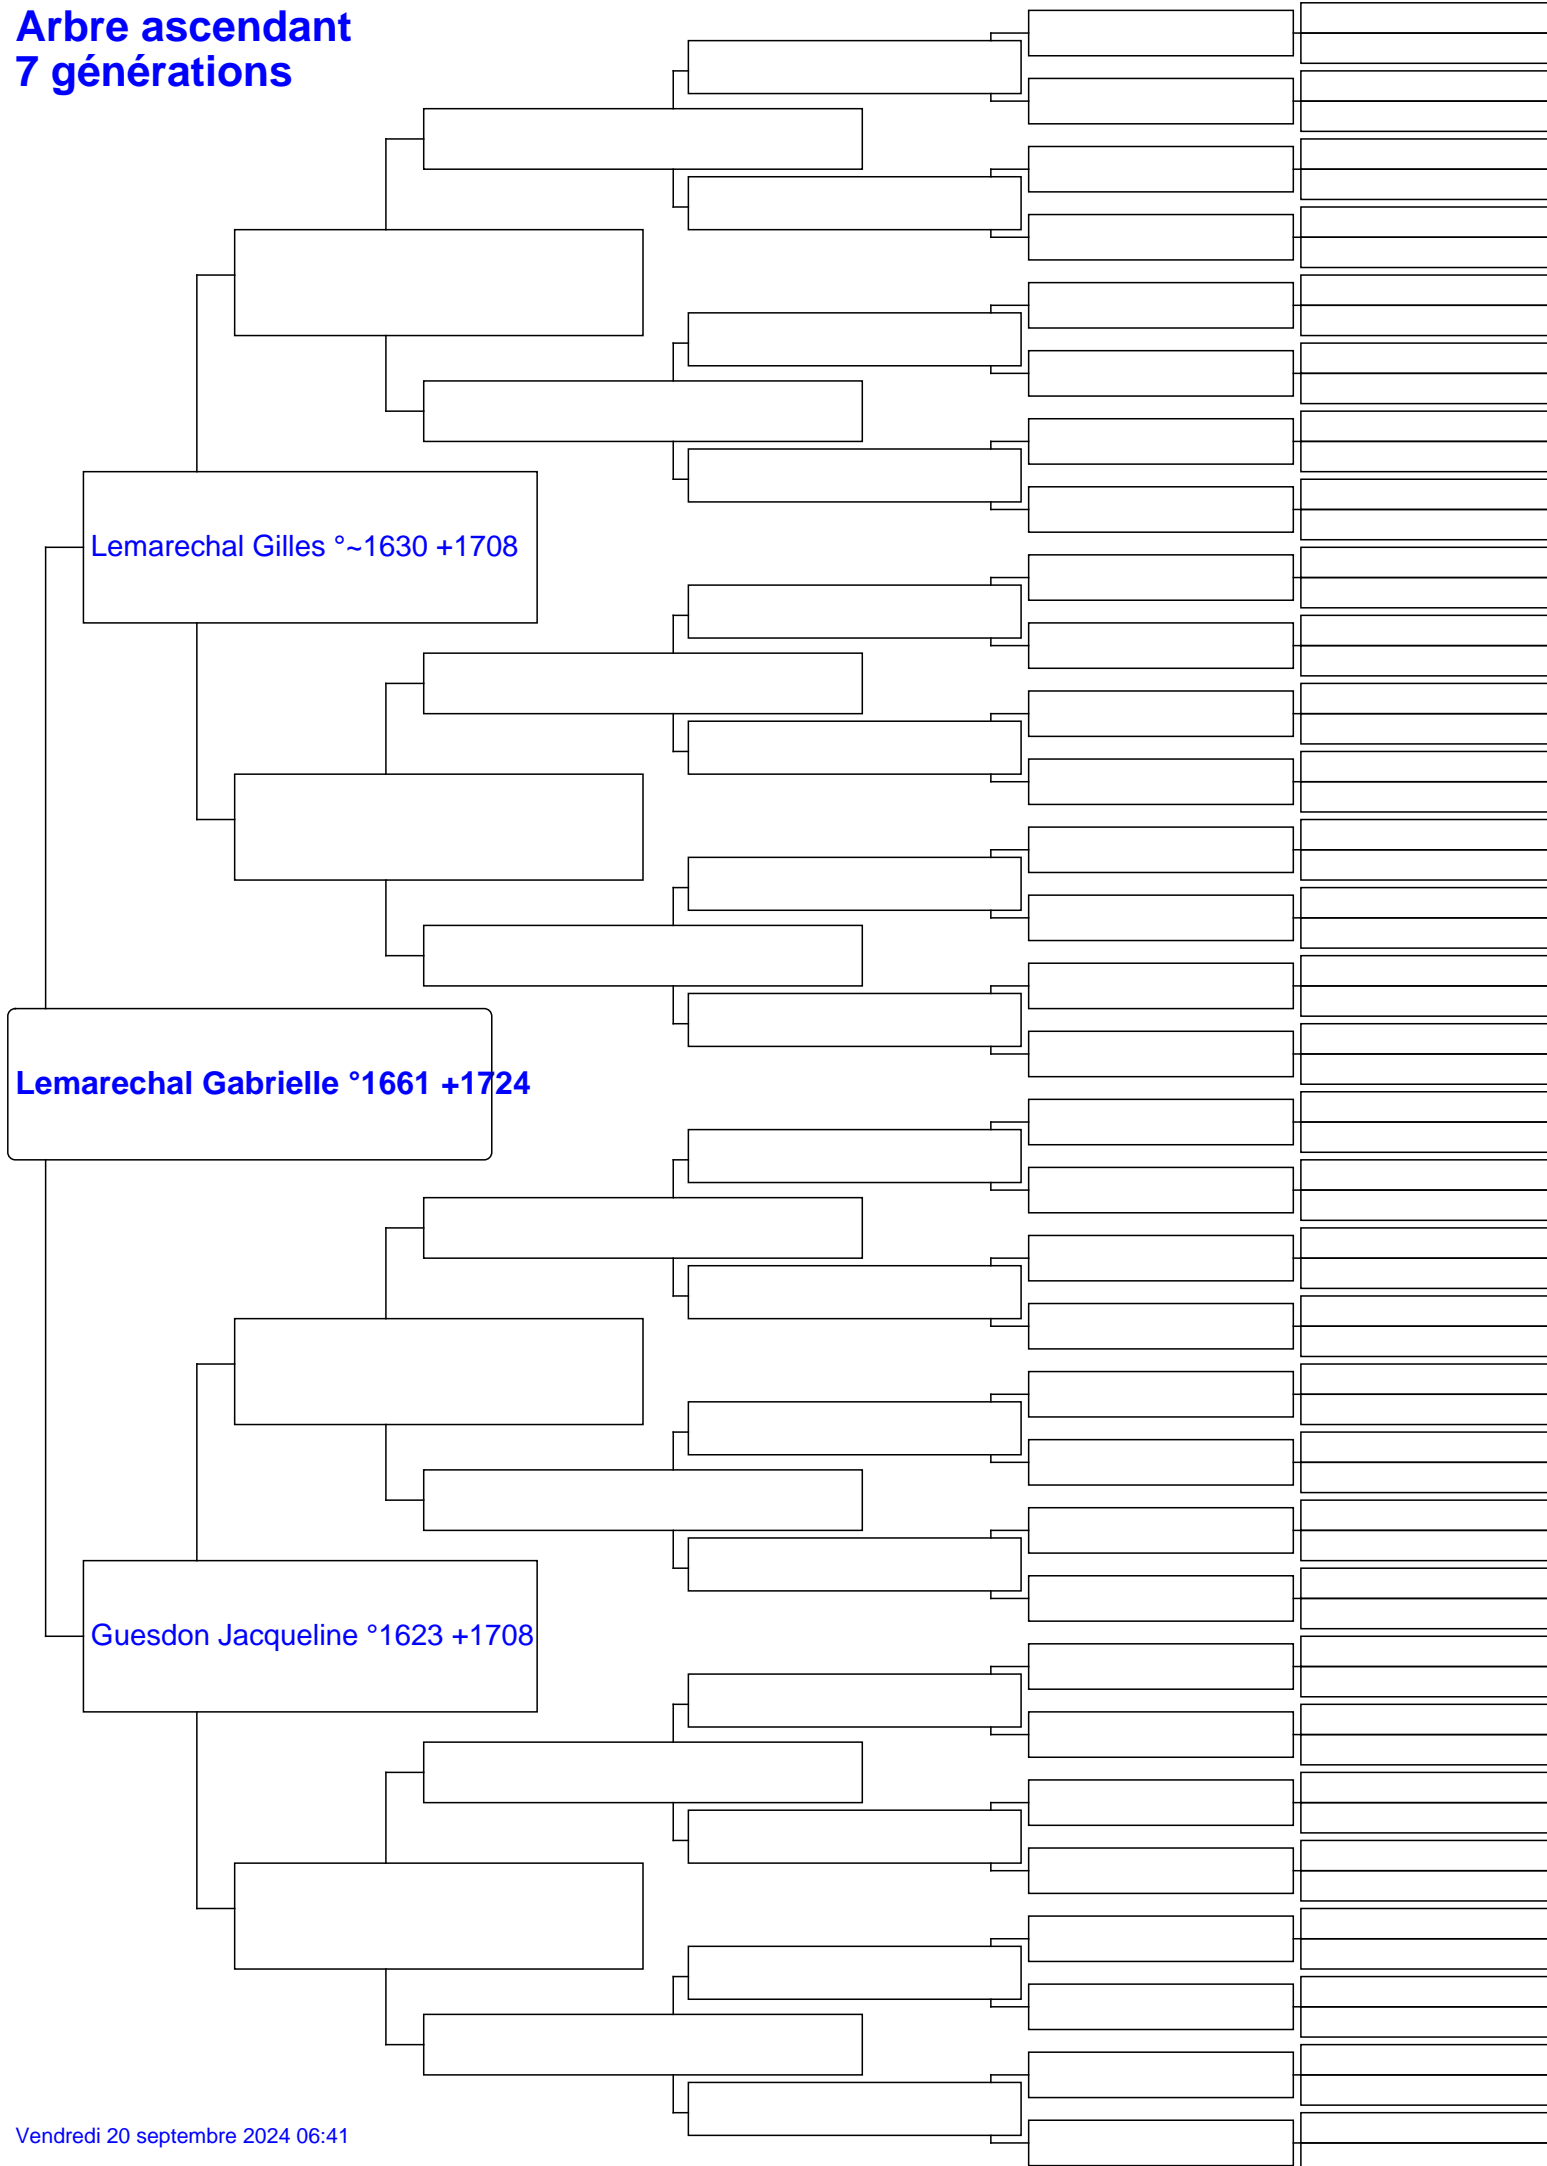 Arbre ascendant
7 générations
Lemarechal Gilles °~1630 +1708
Lemarechal Gabrielle °1661 +1724
Guesdon Jacqueline °1623 +1708
Vendredi 20 septembre 2024 06:41